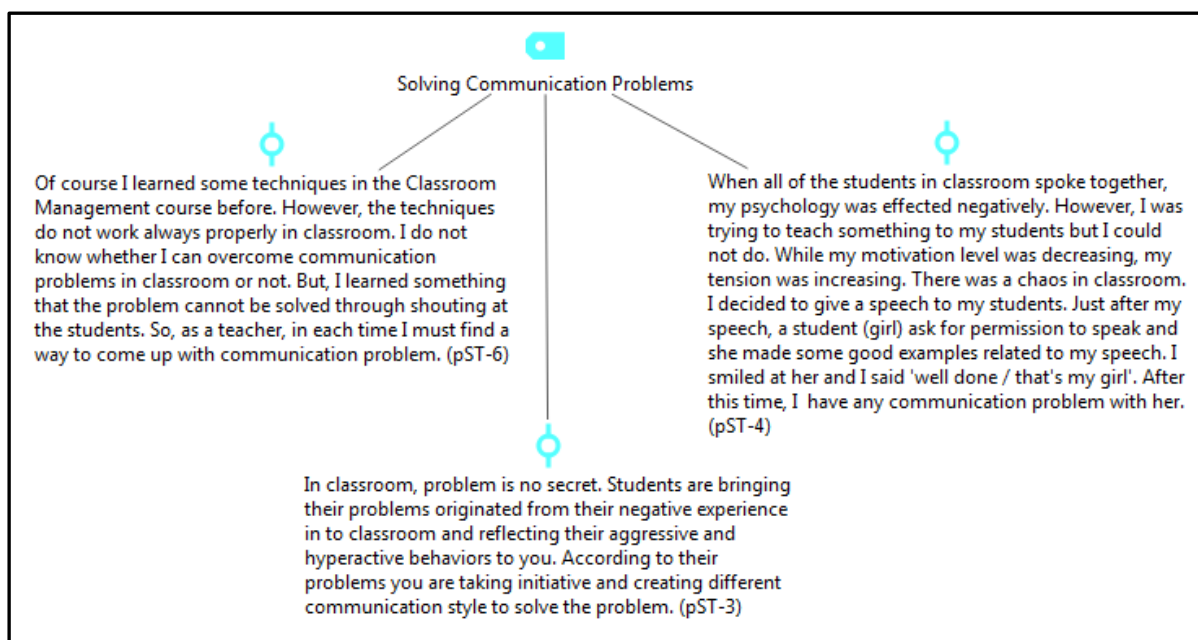 Solving Communication Problems
Of course I learned some techniques in the Classroom
Management course before. However, the techniques
do not work always properly in classroom. I do not
know whether I can overcome communication
problems in classroom or not. But, I learned something
that the problem cannot be solved through shouting at
the students. So, as a teacher, in each time I must find a
way to come up with communication problem. (pST-6)
When all of the students in classroom spoke together,
my psychology was effected negatively. However, I was
trying to teach something to my students but I could
not do. While my motivation level was decreasing, my
tension was increasing. There was a chaos in classroom.
I decided to give a speech to my students. Just after my
speech, a student (girl) ask for permission to speak and
she made some good examples related to my speech. I
smiled at her and I said 'well done / that's my girl'. After
this time, I have any communication problem with her.
(pST-4)
In classroom, problem is no secret. Students are bringing
their problems originated from their negative experience
in to classroom and reflecting their aggressive and
hyperactive behaviors to you. According to their
problems you are taking initiative and creating different
communication style to solve the problem. (pST-3)